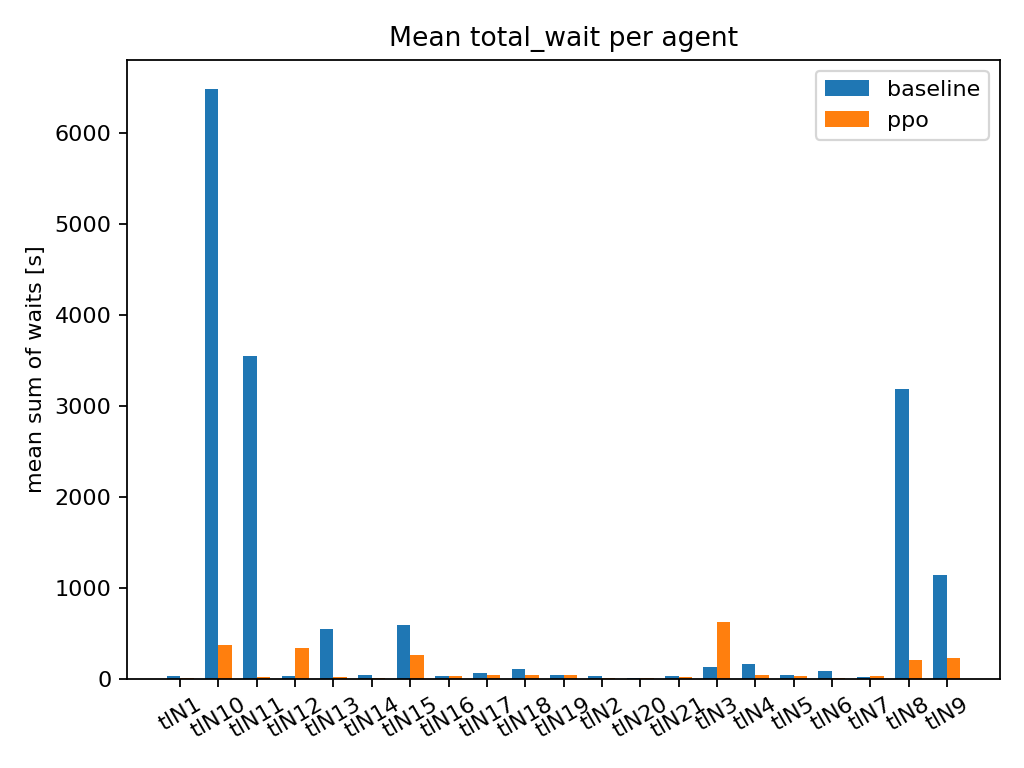 Mean total_wait per agent
baseline
ppo
mean sum of waits [s]
6000
5000
4000
3000
2000
1000
0
tlN1
tlN10
tlN11
tlN12
tlN13
tlN14
tlN15
tlN16
tlN17
tlN18
tlN19
tlN2
tlN20
tlN21
tlN3
tlN4
tlN5
tlN6
tlN7
tlN8
tlN9